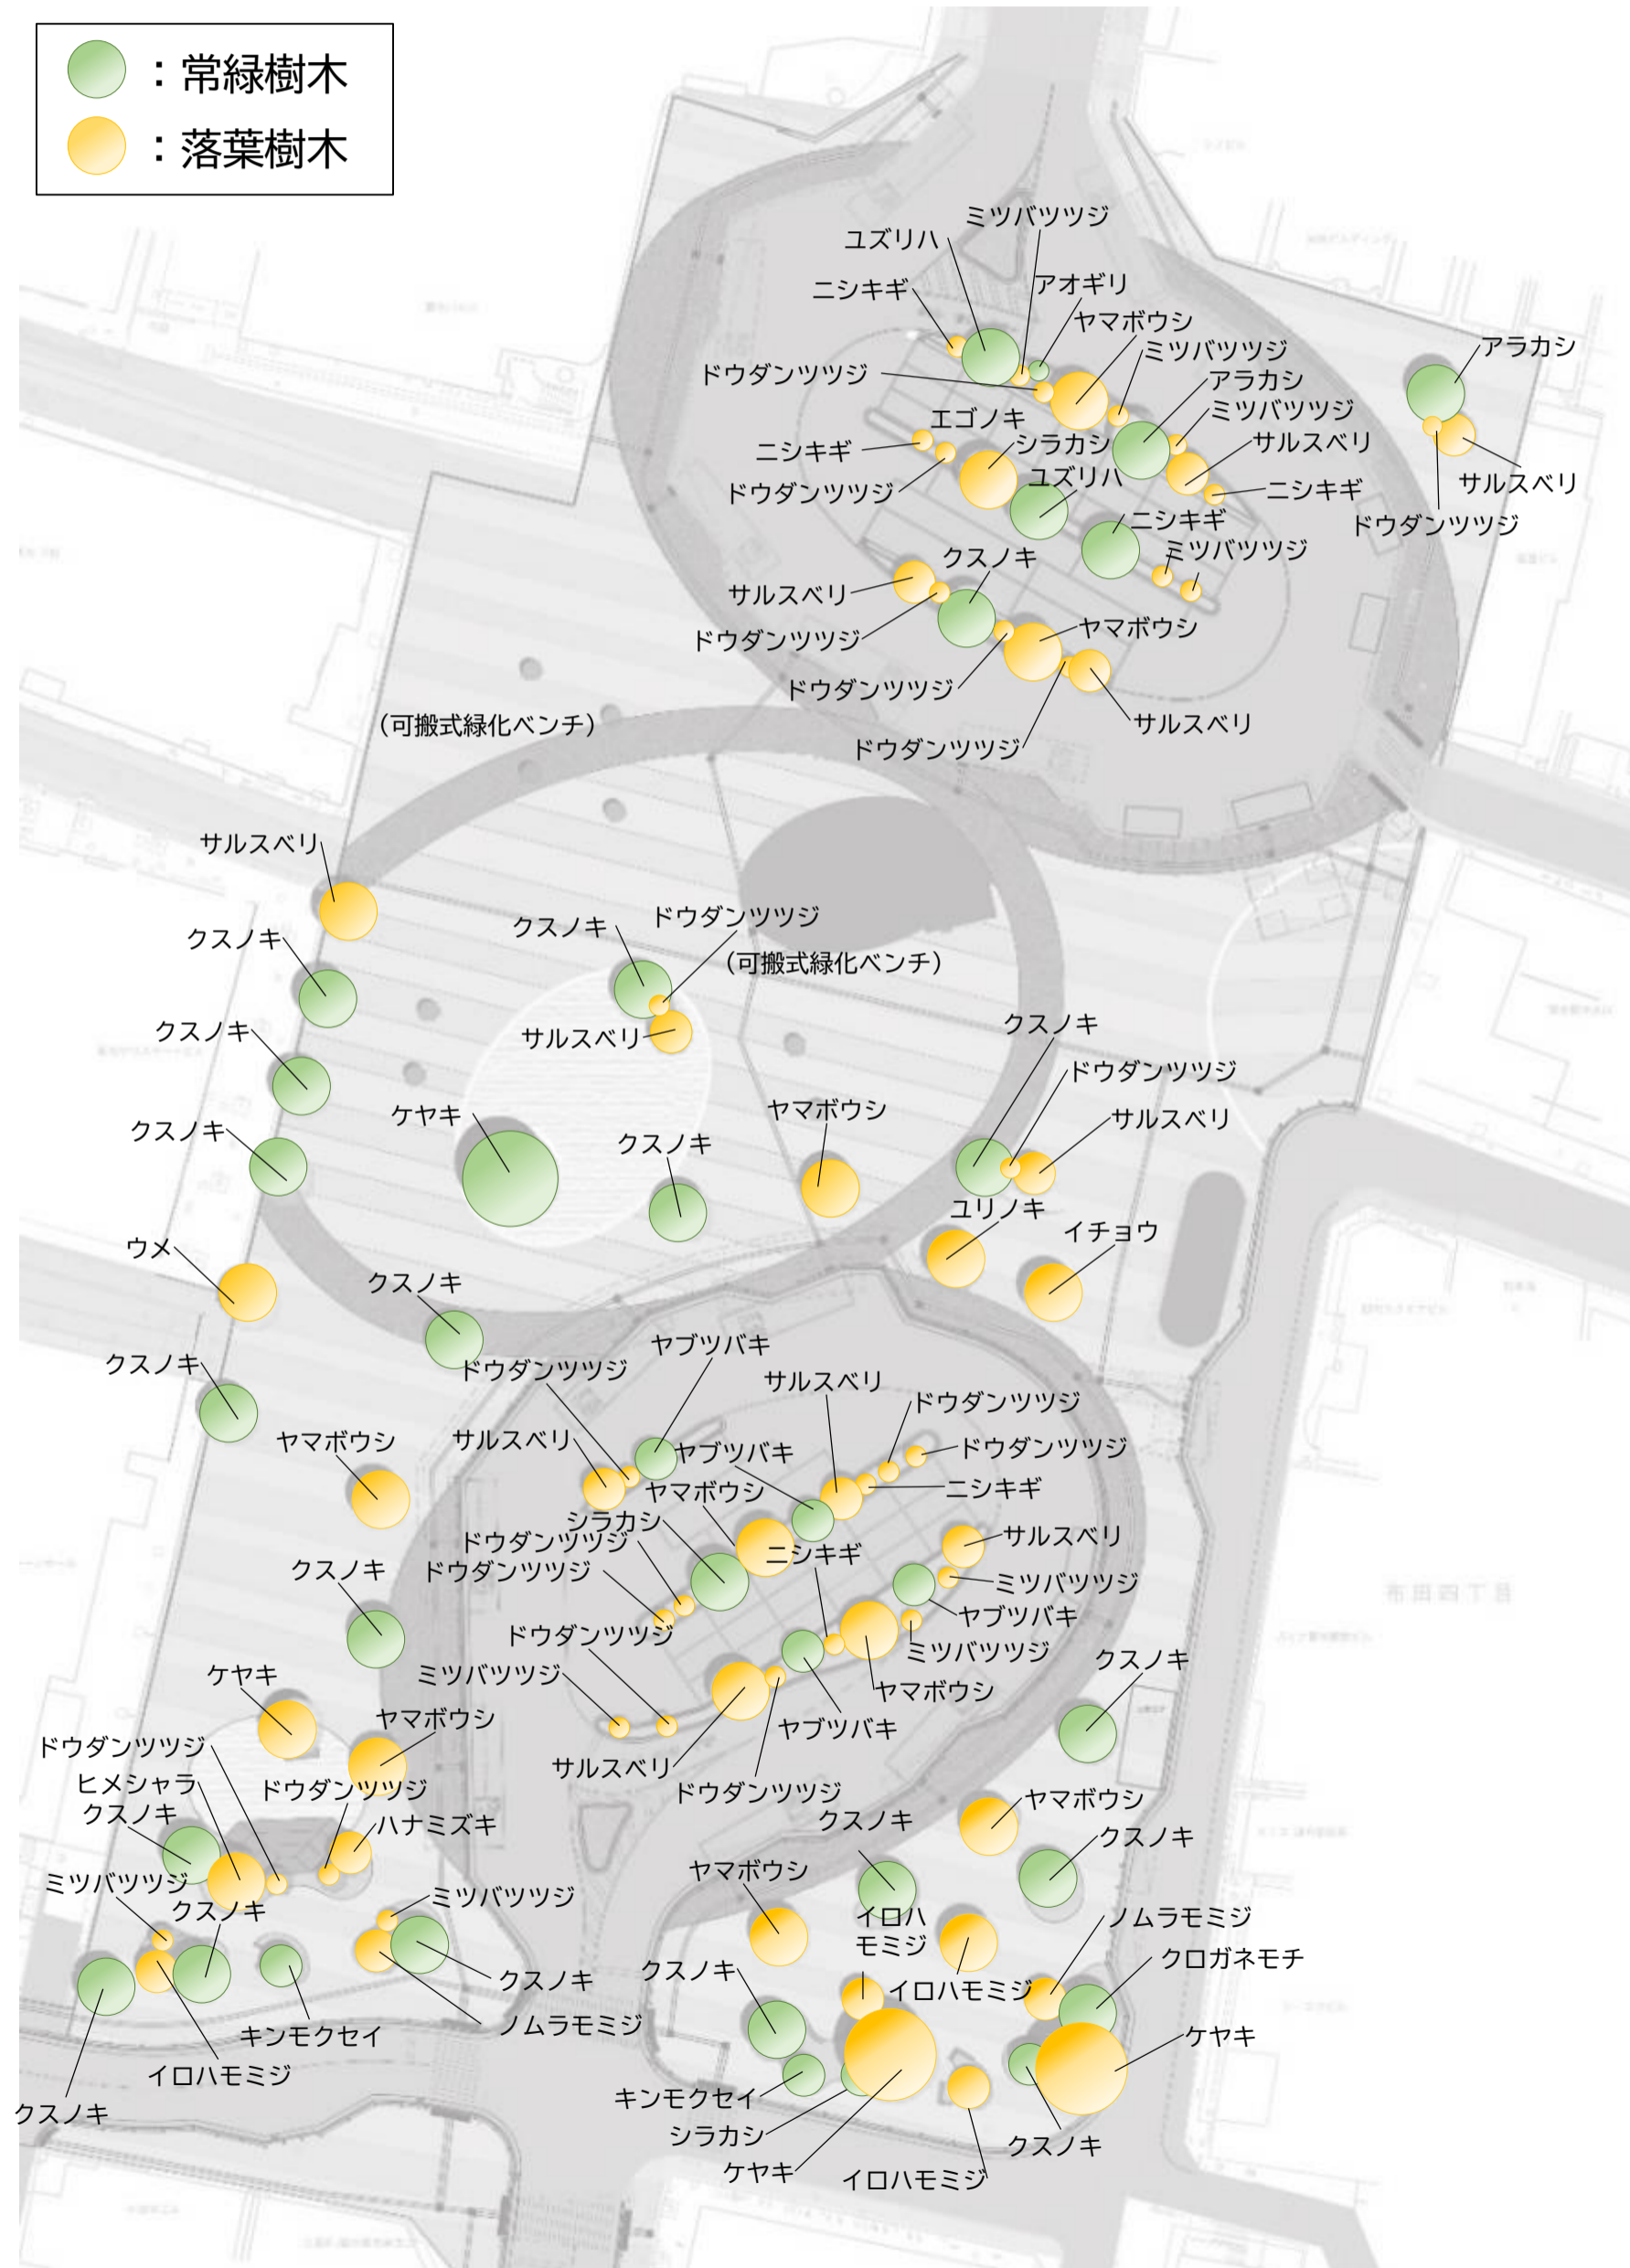 ：常緑樹木
：落葉樹木
ミツバツツジ
ユズリハ
アオギリ
ニシキギ
ヤマボウシ
ミツバツツジ
アラカシ
ドウダンツツジ
アラカシ
ミツバツツジ
エゴノキ
シラカシ
サルスベリ
ニシキギ
ユズリハ
サルスベリ
ドウダンツツジ
ニシキギ
ドウダンツツジ
ニシキギ
ミツバツツジ
クスノキ
サルスベリ
ヤマボウシ
ドウダンツツジ
ドウダンツツジ
サルスベリ
（可搬式緑化ベンチ）
ドウダンツツジ
サルスベリ
クスノキ
クスノキ
ドウダンツツジ
（可搬式緑化ベンチ）
クスノキ
サルスベリ
クスノキ
ドウダンツツジ
ケヤキ
ヤマボウシ
サルスベリ
クスノキ
クスノキ
ユリノキ
イチョウ
ウメ
クスノキ
クスノキ
ヤブツバキ
ドウダンツツジ
サルスベリ
ドウダンツツジ
ヤマボウシ
サルスベリ
ヤブツバキ
ドウダンツツジ
ヤマボウシ
ニシキギ
シラカシ
サルスベリ
ドウダンツツジ
ニシキギ
クスノキ
ドウダンツツジ
ミツバツツジ
ヤブツバキ
ドウダンツツジ
ミツバツツジ
クスノキ
ケヤキ
ミツバツツジ
ヤマボウシ
ヤマボウシ
ヤブツバキ
ドウダンツツジ
サルスベリ
ヒメシャラ
ドウダンツツジ
ドウダンツツジ
ヤマボウシ
クスノキ
ハナミズキ
クスノキ
クスノキ
ヤマボウシ
ミツバツツジ
ミツバツツジ
クスノキ
イロハ
モミジ
ノムラモミジ
クロガネモチ
クスノキ
クスノキ
イロハモミジ
ノムラモミジ
キンモクセイ
ケヤキ
イロハモミジ
キンモクセイ
クスノキ
シラカシ
クスノキ
ケヤキ
イロハモミジ